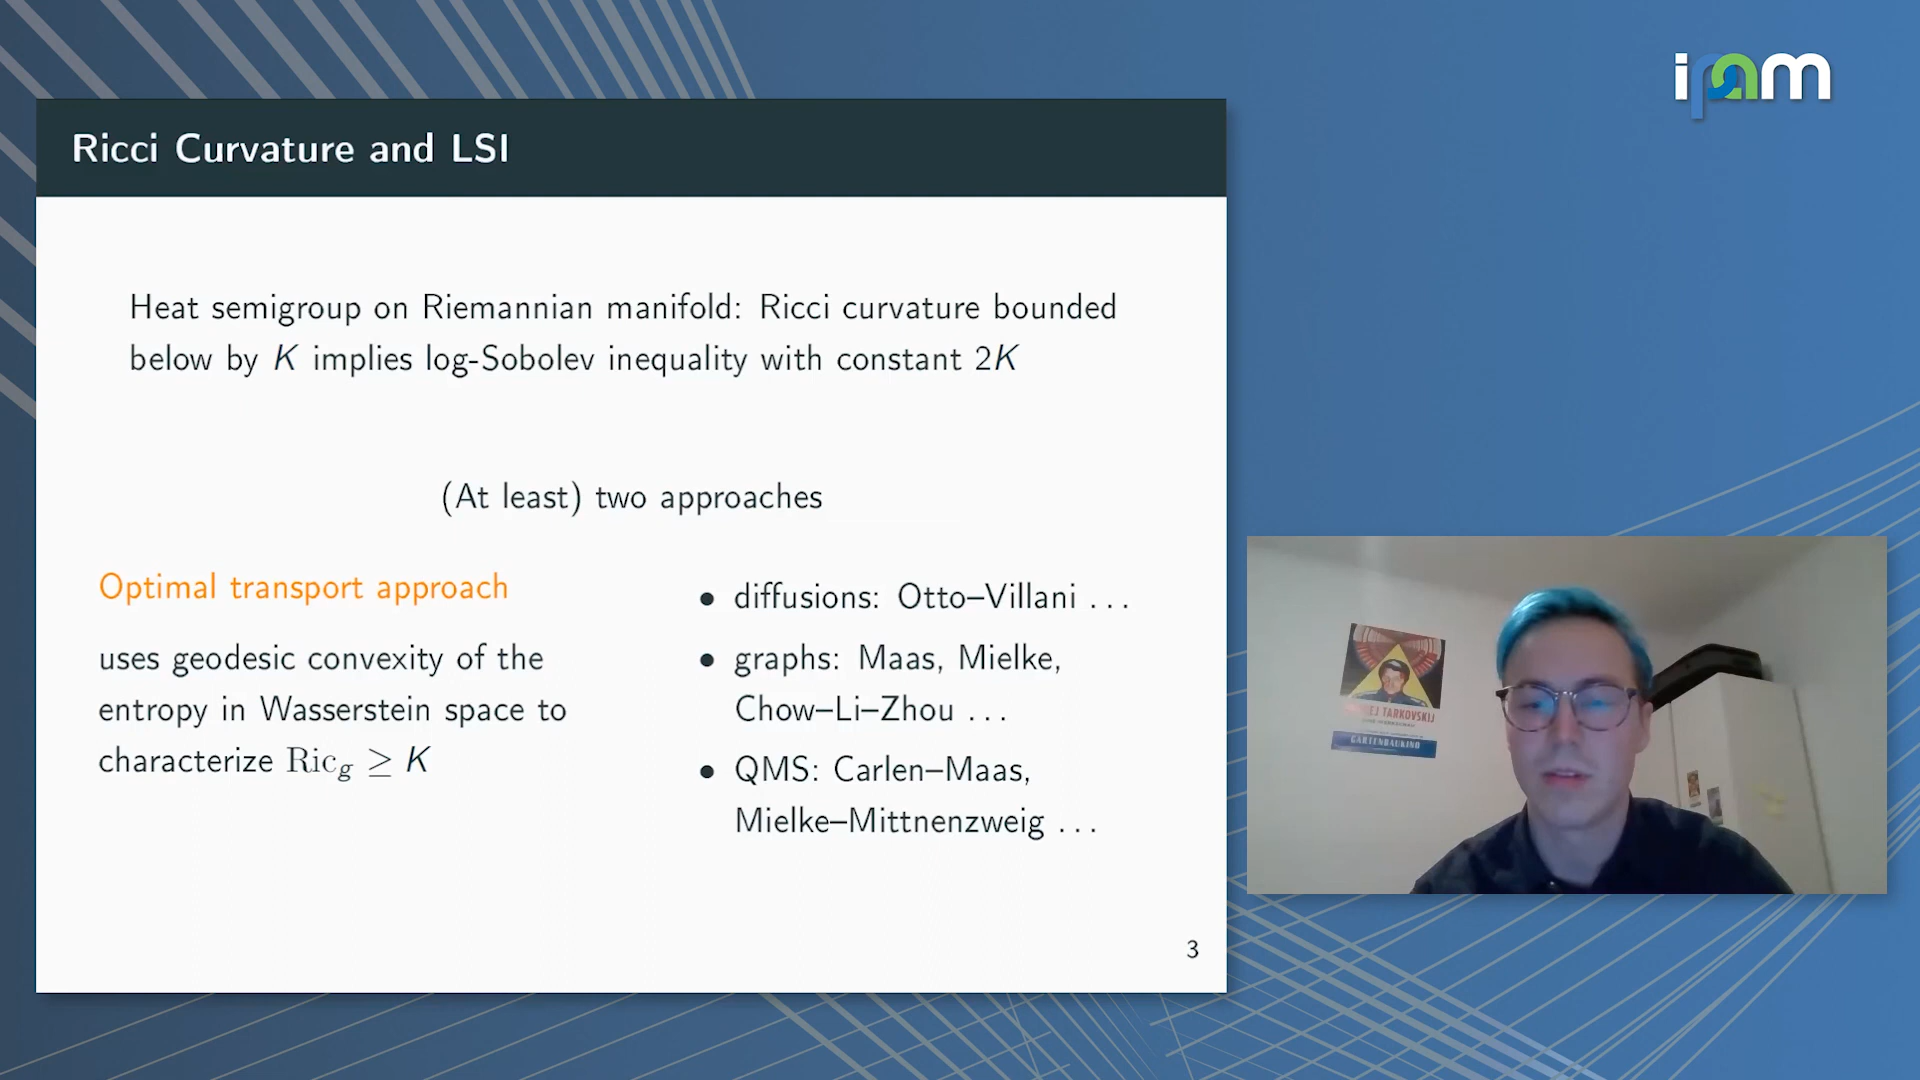 ipam
Ricci Curvature and LSI
Heat semigroup on Riemannian manifold: Ricci curvature bounded
below by K implies log-Sobolev inequality with constant 2K
(At least) two approaches
Optimal transport approach
uses geodesic convexity of the
entropy in Wasserstein space to
characterize Ric_g ≥ K
• diffusions: Otto–Villani ...
• graphs: Maas, Mielke,
Chow–Li–Zhou ...
• QMS: Carlen–Maas,
Mielke–Mittnenzweig ...
3
TARKOVSKIJ
GARTENBAUKINO